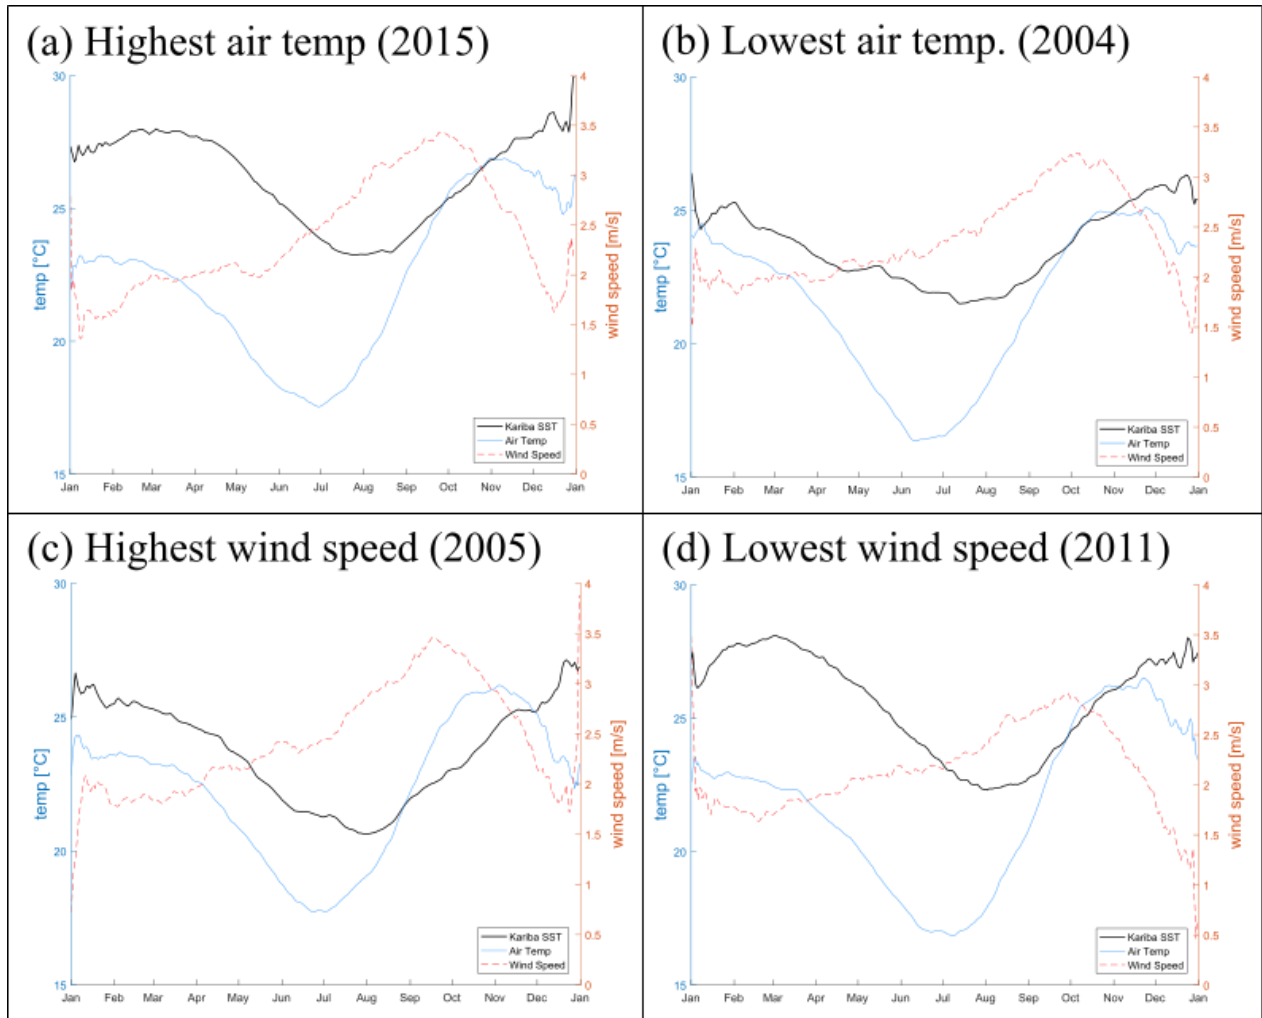 (a) Highest air temp (2015)
30
25
20
15
temp [°C]
4
3.5
3
2.5
2
1.5
1
0.5
0
wind speed [m/s]
Kariba SST
Air Temp
Wind Speed
Jan Feb Mar Apr May Jun Jul Aug Sep Oct Nov Dec Jan
(b) Lowest air temp. (2004)
30
25
20
15
temp [°C]
4
3.5
3
2.5
2
1.5
1
0.5
0
wind speed [m/s]
Kariba SST
Air Temp
Wind Speed
Jan Feb Mar Apr May Jun Jul Aug Sep Oct Nov Dec Jan
(c) Highest wind speed (2005)
30
25
20
15
temp [°C]
4
3.5
3
2.5
2
1.5
1
0.5
0
wind speed [m/s]
Kariba SST
Air Temp
Wind Speed
Jan Feb Mar Apr May Jun Jul Aug Sep Oct Nov Dec Jan
(d) Lowest wind speed (2011)
30
25
20
15
temp [°C]
4
3.5
3
2.5
2
1.5
1
0.5
0
wind speed [m/s]
Kariba SST
Air Temp
Wind Speed
Jan Feb Mar Apr May Jun Jul Aug Sep Oct Nov Dec Jan